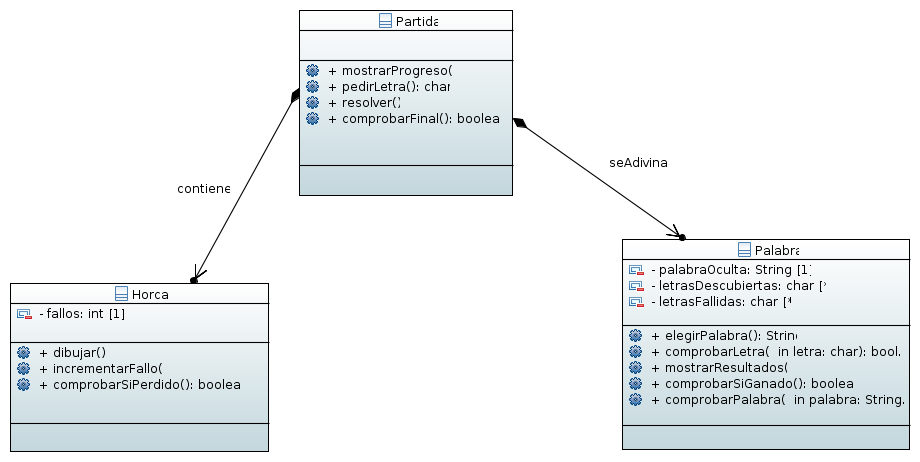 Partida
+ mostrarProgreso(
+ pedirLetra(): char
+ resolver()
+ comprobarFinal(): boolea
contiene
seAdivina
Horca
- fallos: int [1]
+ dibujar()
+ incrementarFallo(
+ comprobarSiPerdido(): boolea
Palabra
- palabraOculta: String [1]
- letrasDescubiertas: char [*
- letrasFallidas: char [*
+ elegirPalabra(): String
+ comprobarLetra( in letra: char): bool.
+ mostrarResultados(
+ comprobarSiGanado(): boolea
+ comprobarPalabra( in palabra: String.